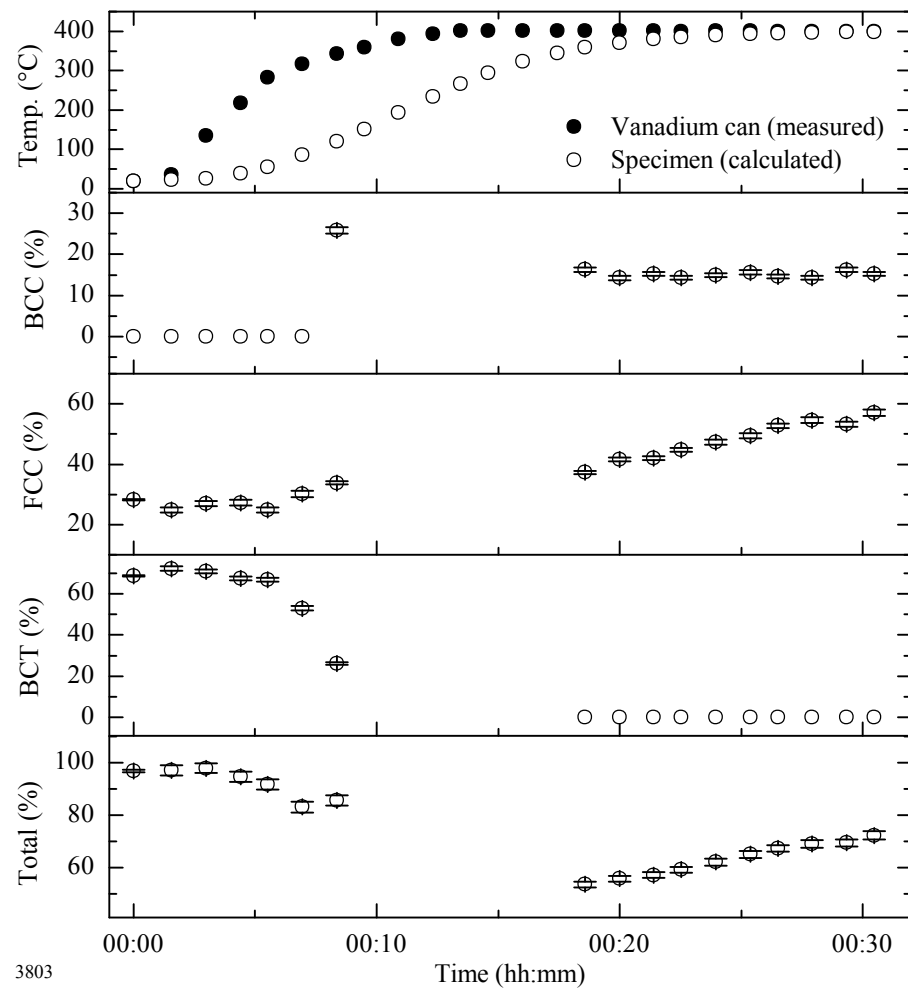 400
300
200
100
0
Temp. (°C)
Vanadium can (measured)
Specimen (calculated)
30
20
10
0
BCC (%)
60
40
20
FCC (%)
60
40
20
0
BCT (%)
100
80
60
Total (%)
00:00 00:10 00:20 00:30
Time (hh:mm)
3803